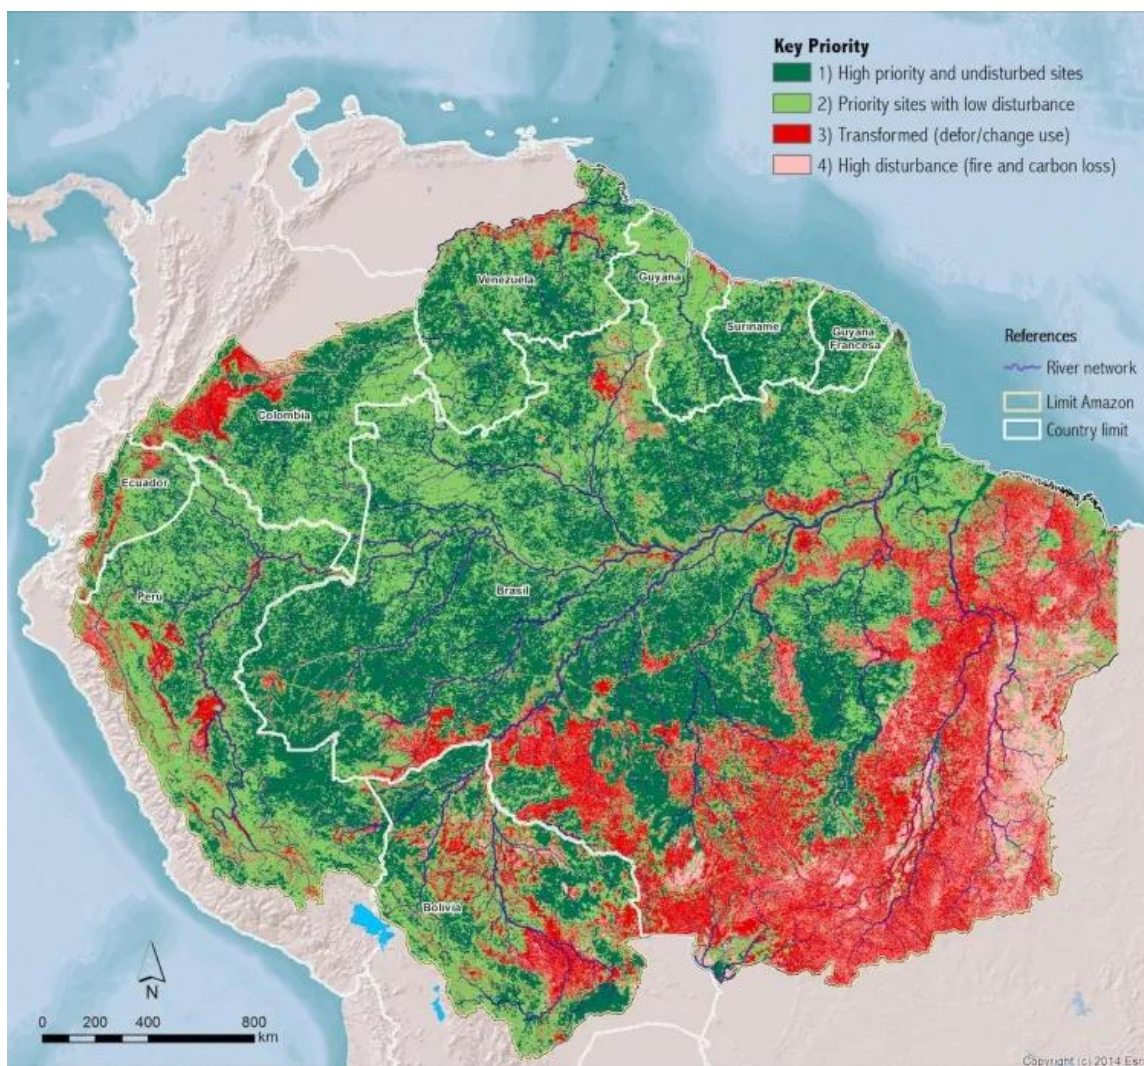 Key Priority
1) High priority and undisturbed sites
2) Priority sites with low disturbance
3) Transformed (defor/change use)
4) High disturbance (fire and carbon loss)
Venezuela
Guyana
Suriname
Guyana
Francesa
References
River network
Limit Amazon
Country limit
Colombia
Ecuador
Perú
Brasil
Bolivia
N
0 200 400 800
km
Copyright (c) 2014 Esr